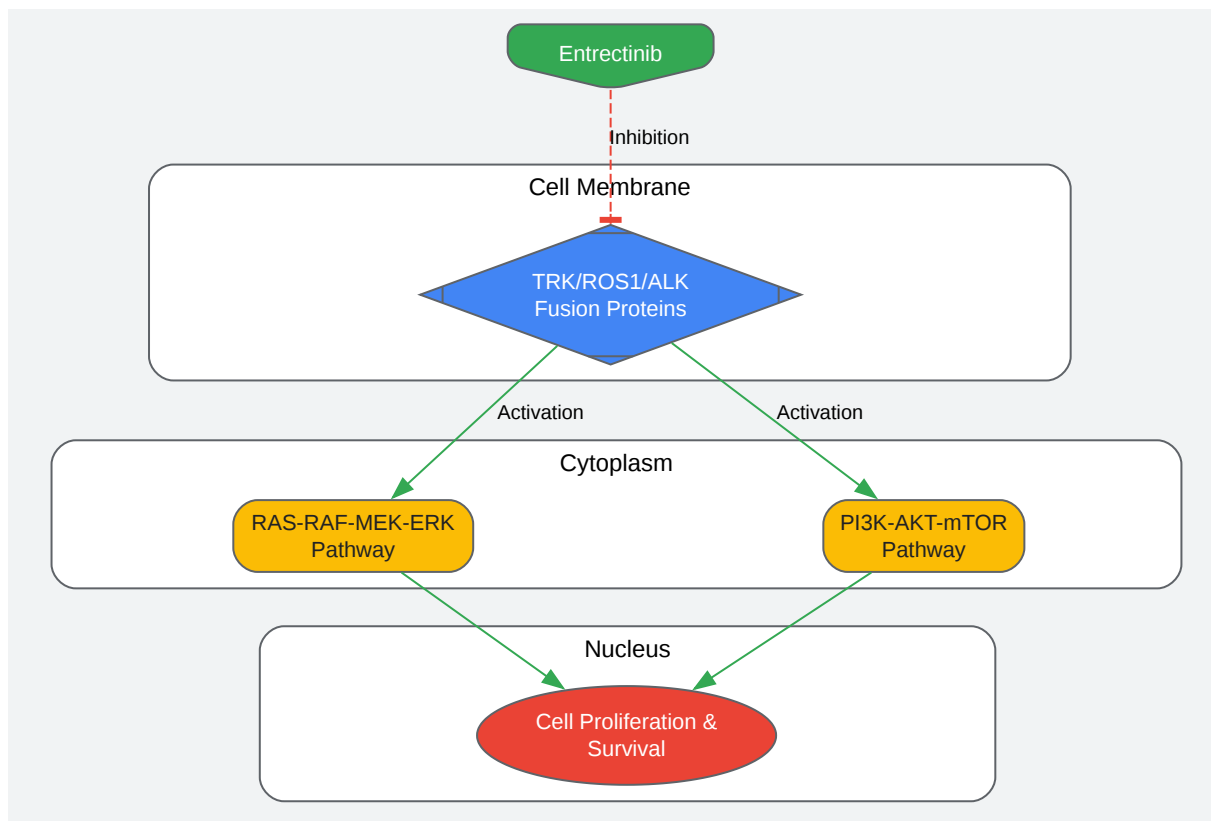 Entrectinib
Inhibition
Cell Membrane
TRK/ROS1/ALK
Fusion Proteins
Activation
Activation
Cytoplasm
RAS-RAF-MEK-ERK
Pathway
PI3K-AKT-mTOR
Pathway
Nucleus
Cell Proliferation &
Survival